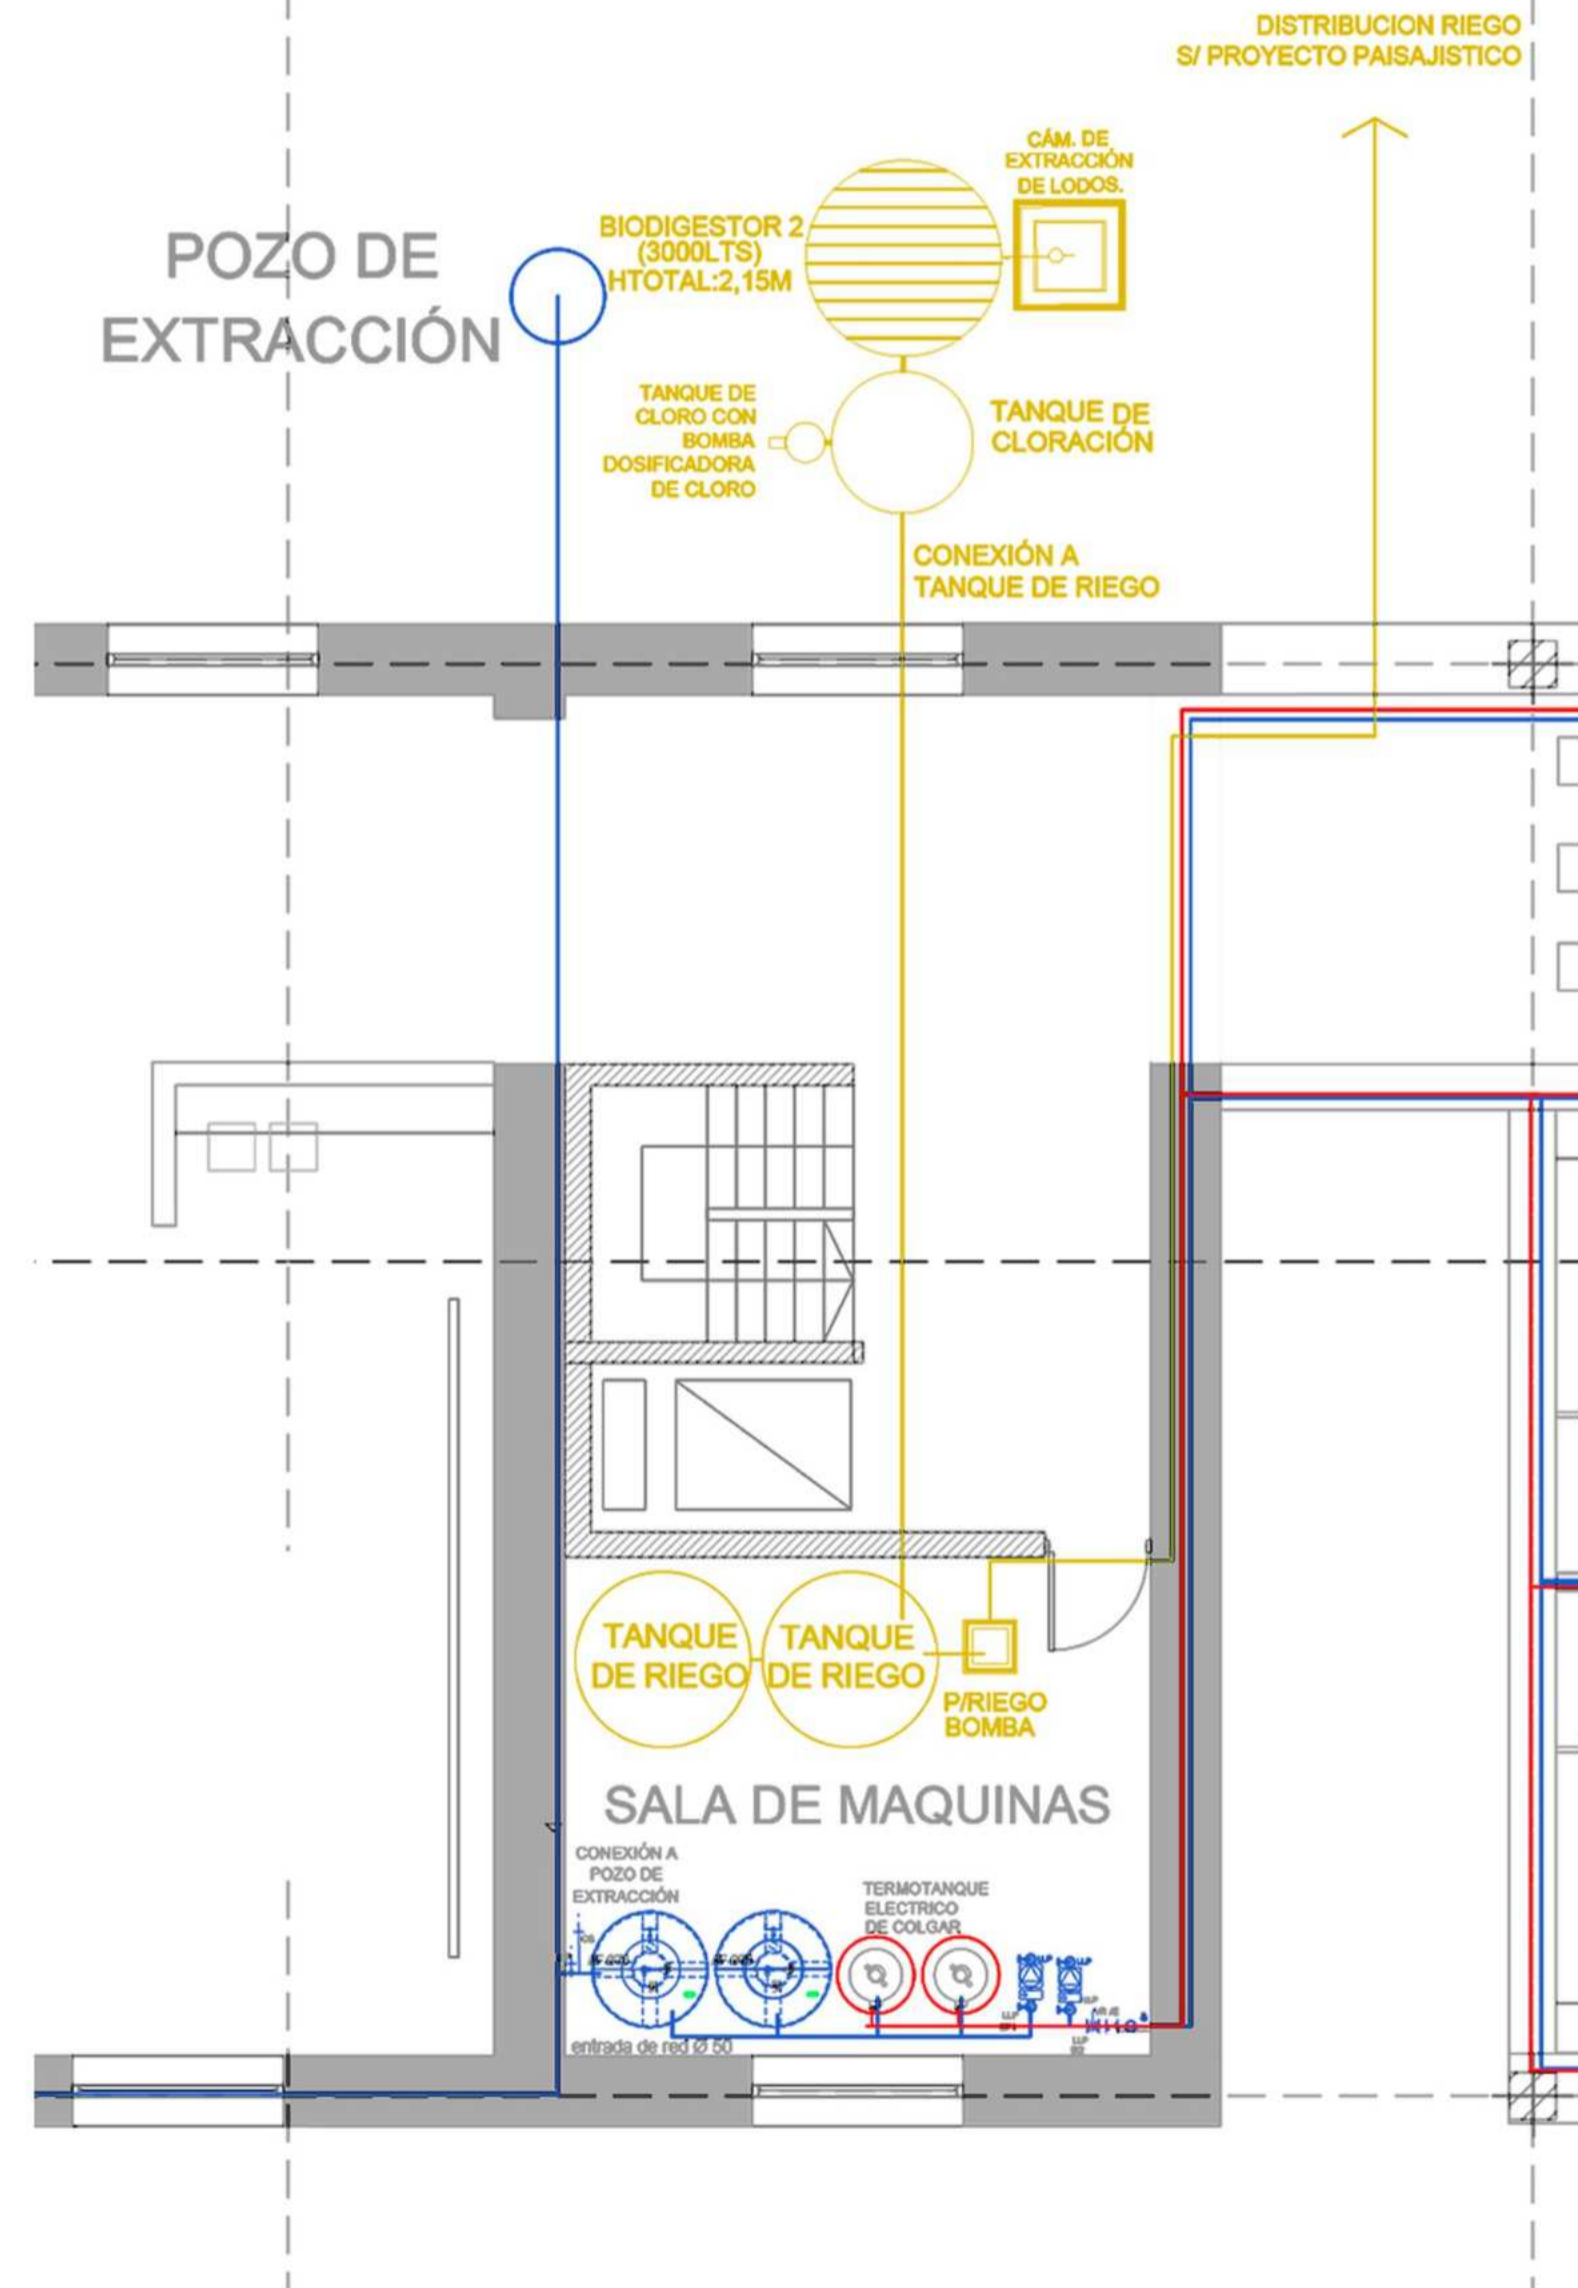 DISTRIBUCION RIEGO
S/ PROYECTO PAISAJISTICO
CÁM. DE
EXTRACCIÓN
DE LODOS.
POZO DE
EXTRACCIÓN
BIODIGESTOR 2
(3000LTS)
HTOTAL:2,15M
TANQUE DE
CLORO CON
BOMBA
DOSIFICADORA
DE CLORO
TANQUE DE
CLORACIÓN
CONEXIÓN A
TANQUE DE RIEGO
TANQUE
DE RIEGO
TANQUE
DE RIEGO
P/RIEGO
BOMBA
SALA DE MAQUINAS
CONEXIÓN A
POZO DE
EXTRACCIÓN
TERMOTANQUE
ELECTRICO
DE COLGAR
LLP
LLP
entrada de red Ø 50